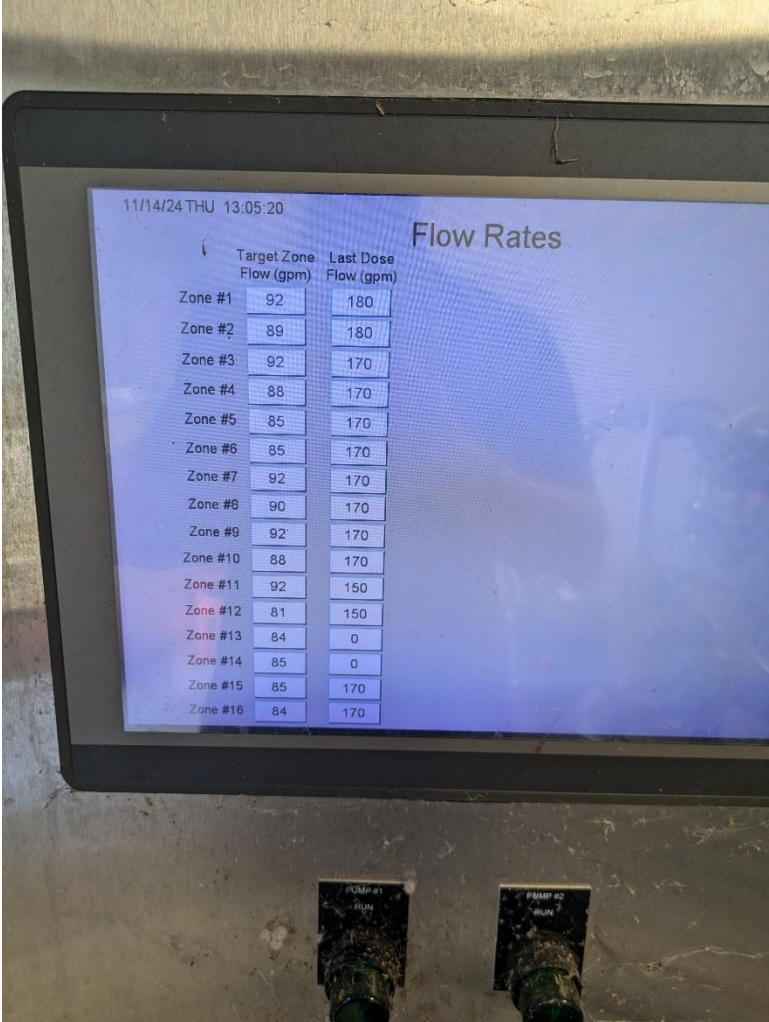 11/14/24 THU 13:05:20
Flow Rates
Target Zone Flow (gpm) Last Dose Flow (gpm)
Zone #1 92 180
Zone #2 89 180
Zone #3 92 170
Zone #4 88 170
Zone #5 85 170
Zone #6 85 170
Zone #7 92 170
Zone #8 90 170
Zone #9 92 170
Zone #10 88 170
Zone #11 92 150
Zone #12 81 150
Zone #13 84 0
Zone #14 85 0
Zone #15 85 170
Zone #16 84 170
PUMP #1 PUMP #2
RUN RUN